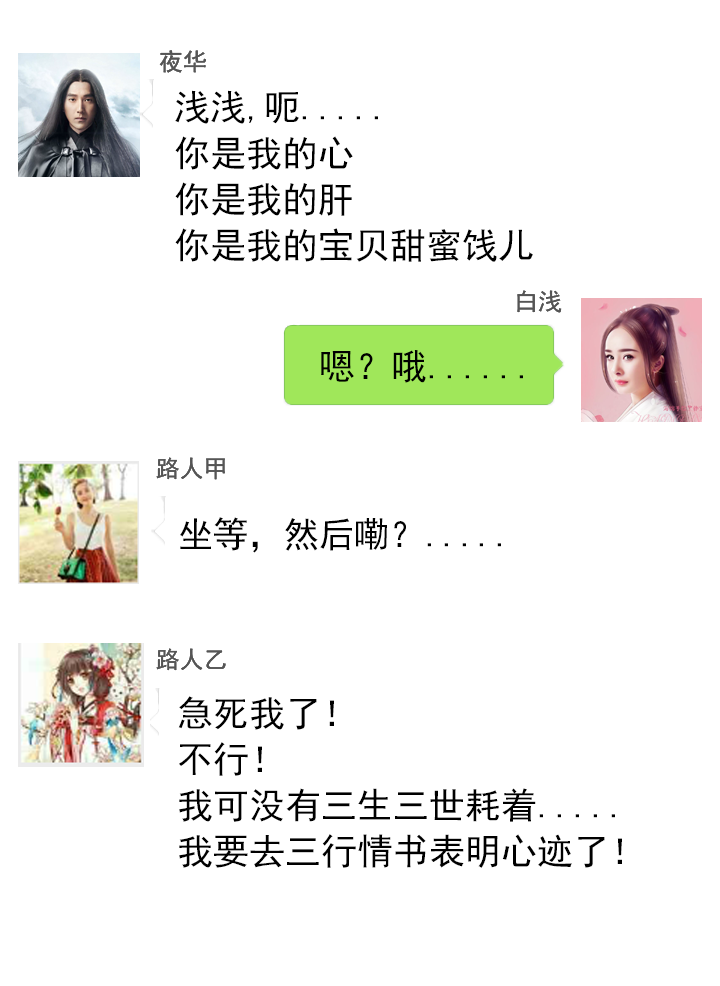 夜华
浅浅,呃.....
你是我的心
你是我的肝
你是我的宝贝甜蜜饯儿
白浅
嗯？哦......
路人甲
坐等，然后嘞？.....
路人乙
急死我了！
不行！
我可没有三生三世耗着.....
我要去三行情书表明心迹了！